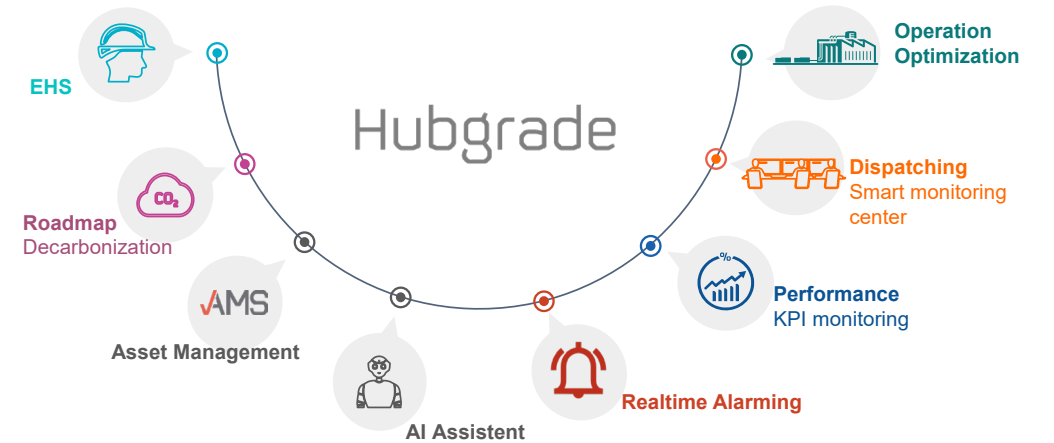 Operation
Optimization
EHS
Hubgrade
Dispatching
Smart monitoring
center
CO2
Roadmap
Decarbonization
%
Performance
KPI monitoring
AMS
Asset Management
Realtime Alarming
AI Assistent
E